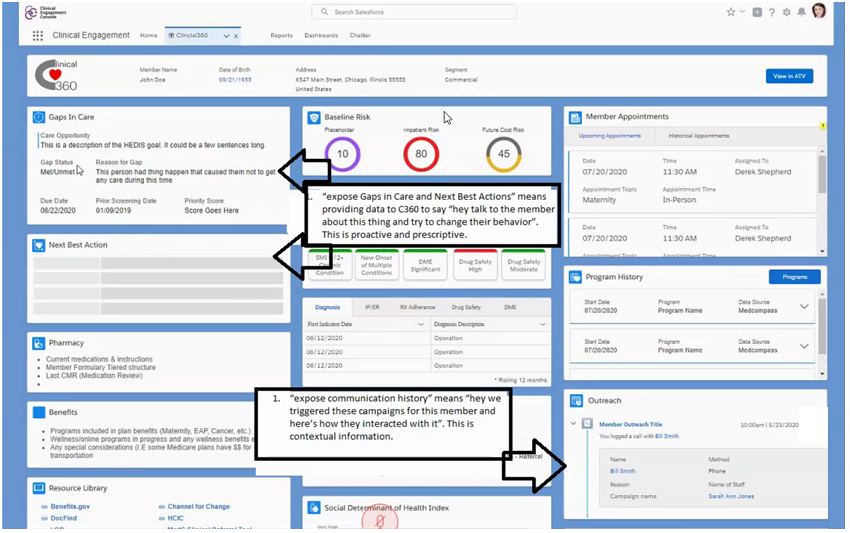 Clinical
Engagement
Console
Search Salesforce
Clinical Engagement
Home
Clincial360
Reports
Dashboards
Chatter
Clinical
360
Member Name
John Doe
Date of Birth
09/21/1955
Address
6547 Main Street, Chicago, Illinois 55555
United States
Segment
Commercial
View in ATV
Gaps In Care
Care Opportunity
This is a description of the HEDIS goal. It could be a few sentences long.
Gap Status
Met/Unmet
Reason for Gap
This person had thing happen that caused them not to get
any care during this time
Due Date
08/22/2020
Prior Screening Date
01/09/2019
Priority Score
Score Goes Here
Next Best Action
Pharmacy
• Current medications & instructions
• Member Formulary Tiered structure
• Last CMR (Medication Review)
•
Benefits
• Programs included in plan benefits (Maternity, EAP, Cancer, etc.)
• Wellness/online programs in progress and any wellness benefits e
• Any special considerations (I.E some Medicare plans have $$ for
transportation
Resource Library
Benefits.gov
DocFind
Channel for Change
HCIC
Baseline Risk
Placeholder
10
Inpatient Risk
80
Future Cost Risk
45
1. “expose Gaps in Care and Next Best Actions” means
providing data to C360 to say “hey talk to the member
about this thing and try to change their behavior”.
This is proactive and prescriptive.
New Onset
of Multiple
Conditions
DME
Significant
Drug Safety
High
Drug Safety
Moderate
Diagnosis
IP/ER
RX Adherance
Drug Safety
DME
First Indicator Date
Diagnosis Description
06/12/2020
Operation
06/12/2020
Operation
06/12/2020
Operation
* Rolling 12 months
1. “expose communication history” means “hey we
triggered these campaigns for this member and
here’s how they interacted with it”. This is
contextual information.
- Referral
Social Determinant of Health Index
Very High
Member Appointments
1
Upcoming Appointments
Historical Appointments
Date
07/20/2020
Time
11:30 AM
Assigned To
Derek Shepherd
Appointment Topic
Maternity
Appointment Time
In-Person
Date
07/20/2020
Time
11:30 AM
Assigned To
Derek Shepherd
Appointment Topic
Appointment Time
Program History
Programs
Start Date
07/20/2020
Program
Program Name
Data Source
Medcompass
Start Date
07/20/2020
Program
Program Name
Data Source
Medcompass
Outreach
Member Outreach Title
10:00am | 5/23/2020
You logged a call with Bill Smith
Name
Bill Smith
Method
Phone
Reason
Campaign name
Name of Staff
Sarah Ann Jones